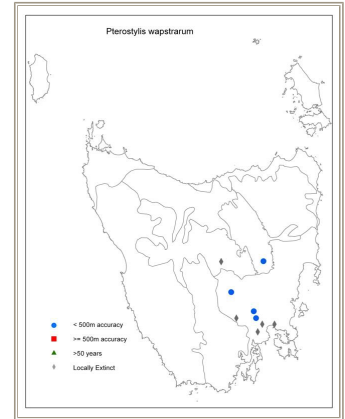 Pterostylis wapstrarum
< 500m accuracy
>= 500m accuracy
>50 years
Locally Extinct